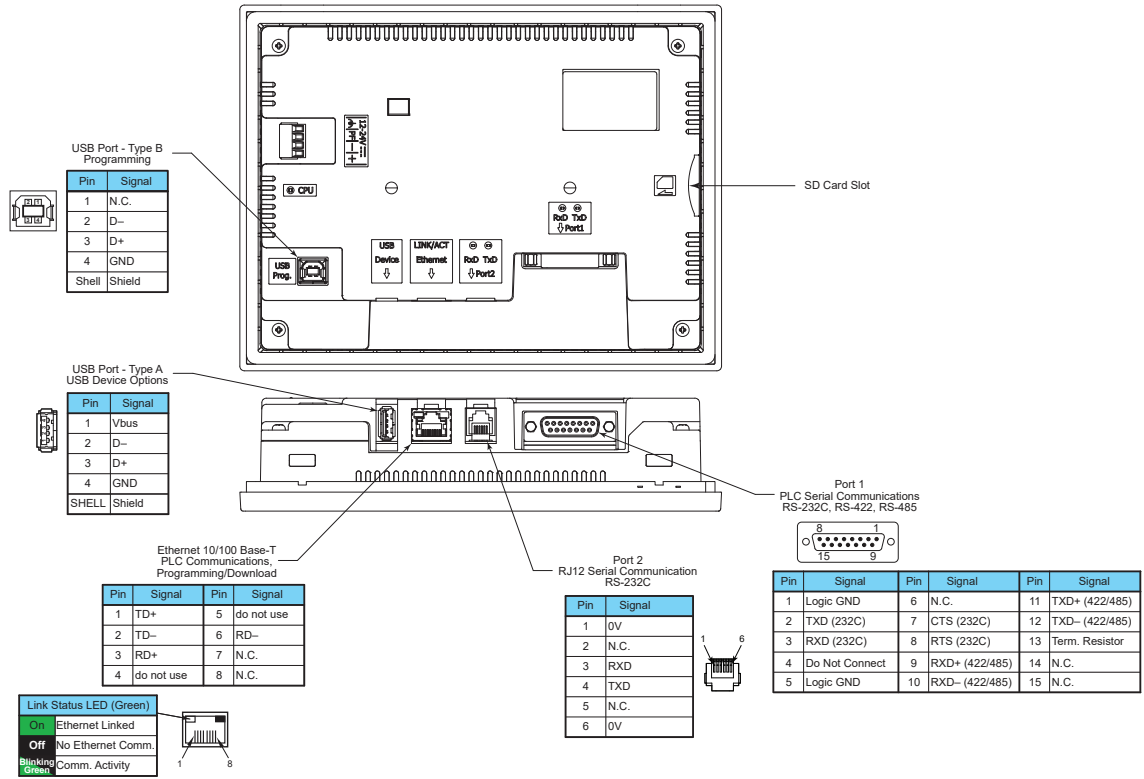 USB Port - Type B
Programming
Pin Signal
1 N.C.
2 D–
3 D+
4 GND
Shell Shield
2 1
3 4
12-24V
PE – +
CPU
USB
Prog.
USB
Device
LINK/ACT
Ethernet
RxD TxD
Port2
RxD TxD
Port1
SD Card Slot
USB Port - Type A
USB Device Options
Pin Signal
1 Vbus
2 D–
3 D+
4 GND
SHELL Shield
Ethernet 10/100 Base-T
PLC Communications,
Programming/Download
Pin Signal Pin Signal
1 TD+ 5 do not use
2 TD– 6 RD–
3 RD+ 7 N.C.
4 do not use 8 N.C.
Link Status LED (Green)
On Ethernet Linked
Off No Ethernet Comm.
Blinking
Green Comm. Activity
1 8
Port 2
RJ12 Serial Communication
RS-232C
Pin Signal
1 0V
2 N.C.
3 RXD
4 TXD
5 N.C.
6 0V
1 6
Port 1
PLC Serial Communications
RS-232C, RS-422, RS-485
8 1
15 9
Pin Signal Pin Signal Pin Signal
1 Logic GND 6 N.C. 11 TXD+ (422/485)
2 TXD (232C) 7 CTS (232C) 12 TXD– (422/485)
3 RXD (232C) 8 RTS (232C) 13 Term. Resistor
4 Do Not Connect 9 RXD+ (422/485) 14 N.C.
5 Logic GND 10 RXD– (422/485) 15 N.C.